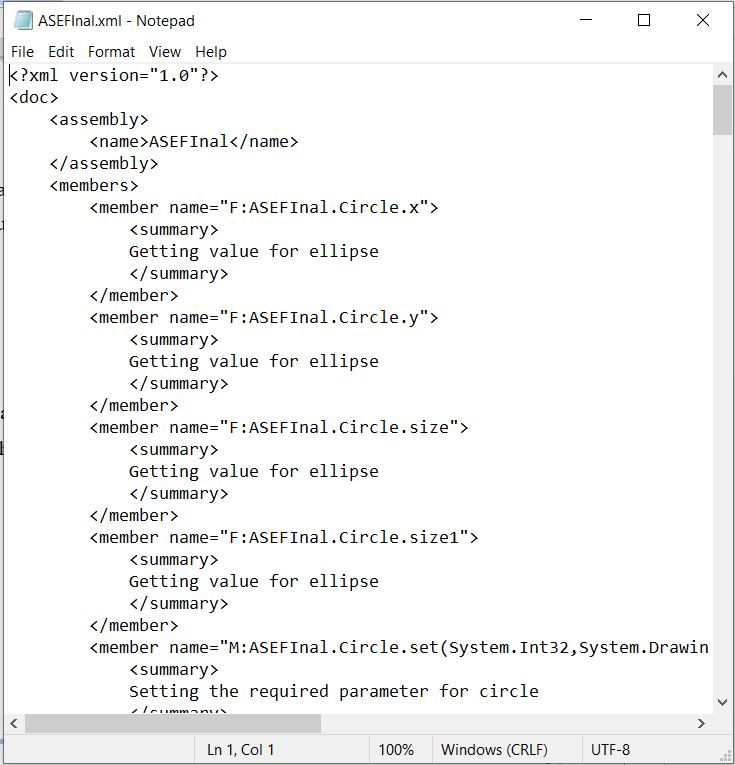 ASEFInal.xml - Notepad
File Edit Format View Help
<?xml version="1.0"?>
<doc>
    <assembly>
        <name>ASEFInal</name>
    </assembly>
    <members>
        <member name="F:ASEFInal.Circle.x">
            <summary>
            Getting value for ellipse
            </summary>
        </member>
        <member name="F:ASEFInal.Circle.y">
            <summary>
            Getting value for ellipse
            </summary>
        </member>
        <member name="F:ASEFInal.Circle.size">
            <summary>
            Getting value for ellipse
            </summary>
        </member>
        <member name="F:ASEFInal.Circle.size1">
            <summary>
            Getting value for ellipse
            </summary>
        </member>
        <member name="M:ASEFInal.Circle.set(System.Int32,System.Drawin
            <summary>
            Setting the required parameter for circle
            </summary>
Ln 1, Col 1 100% Windows (CRLF) UTF-8